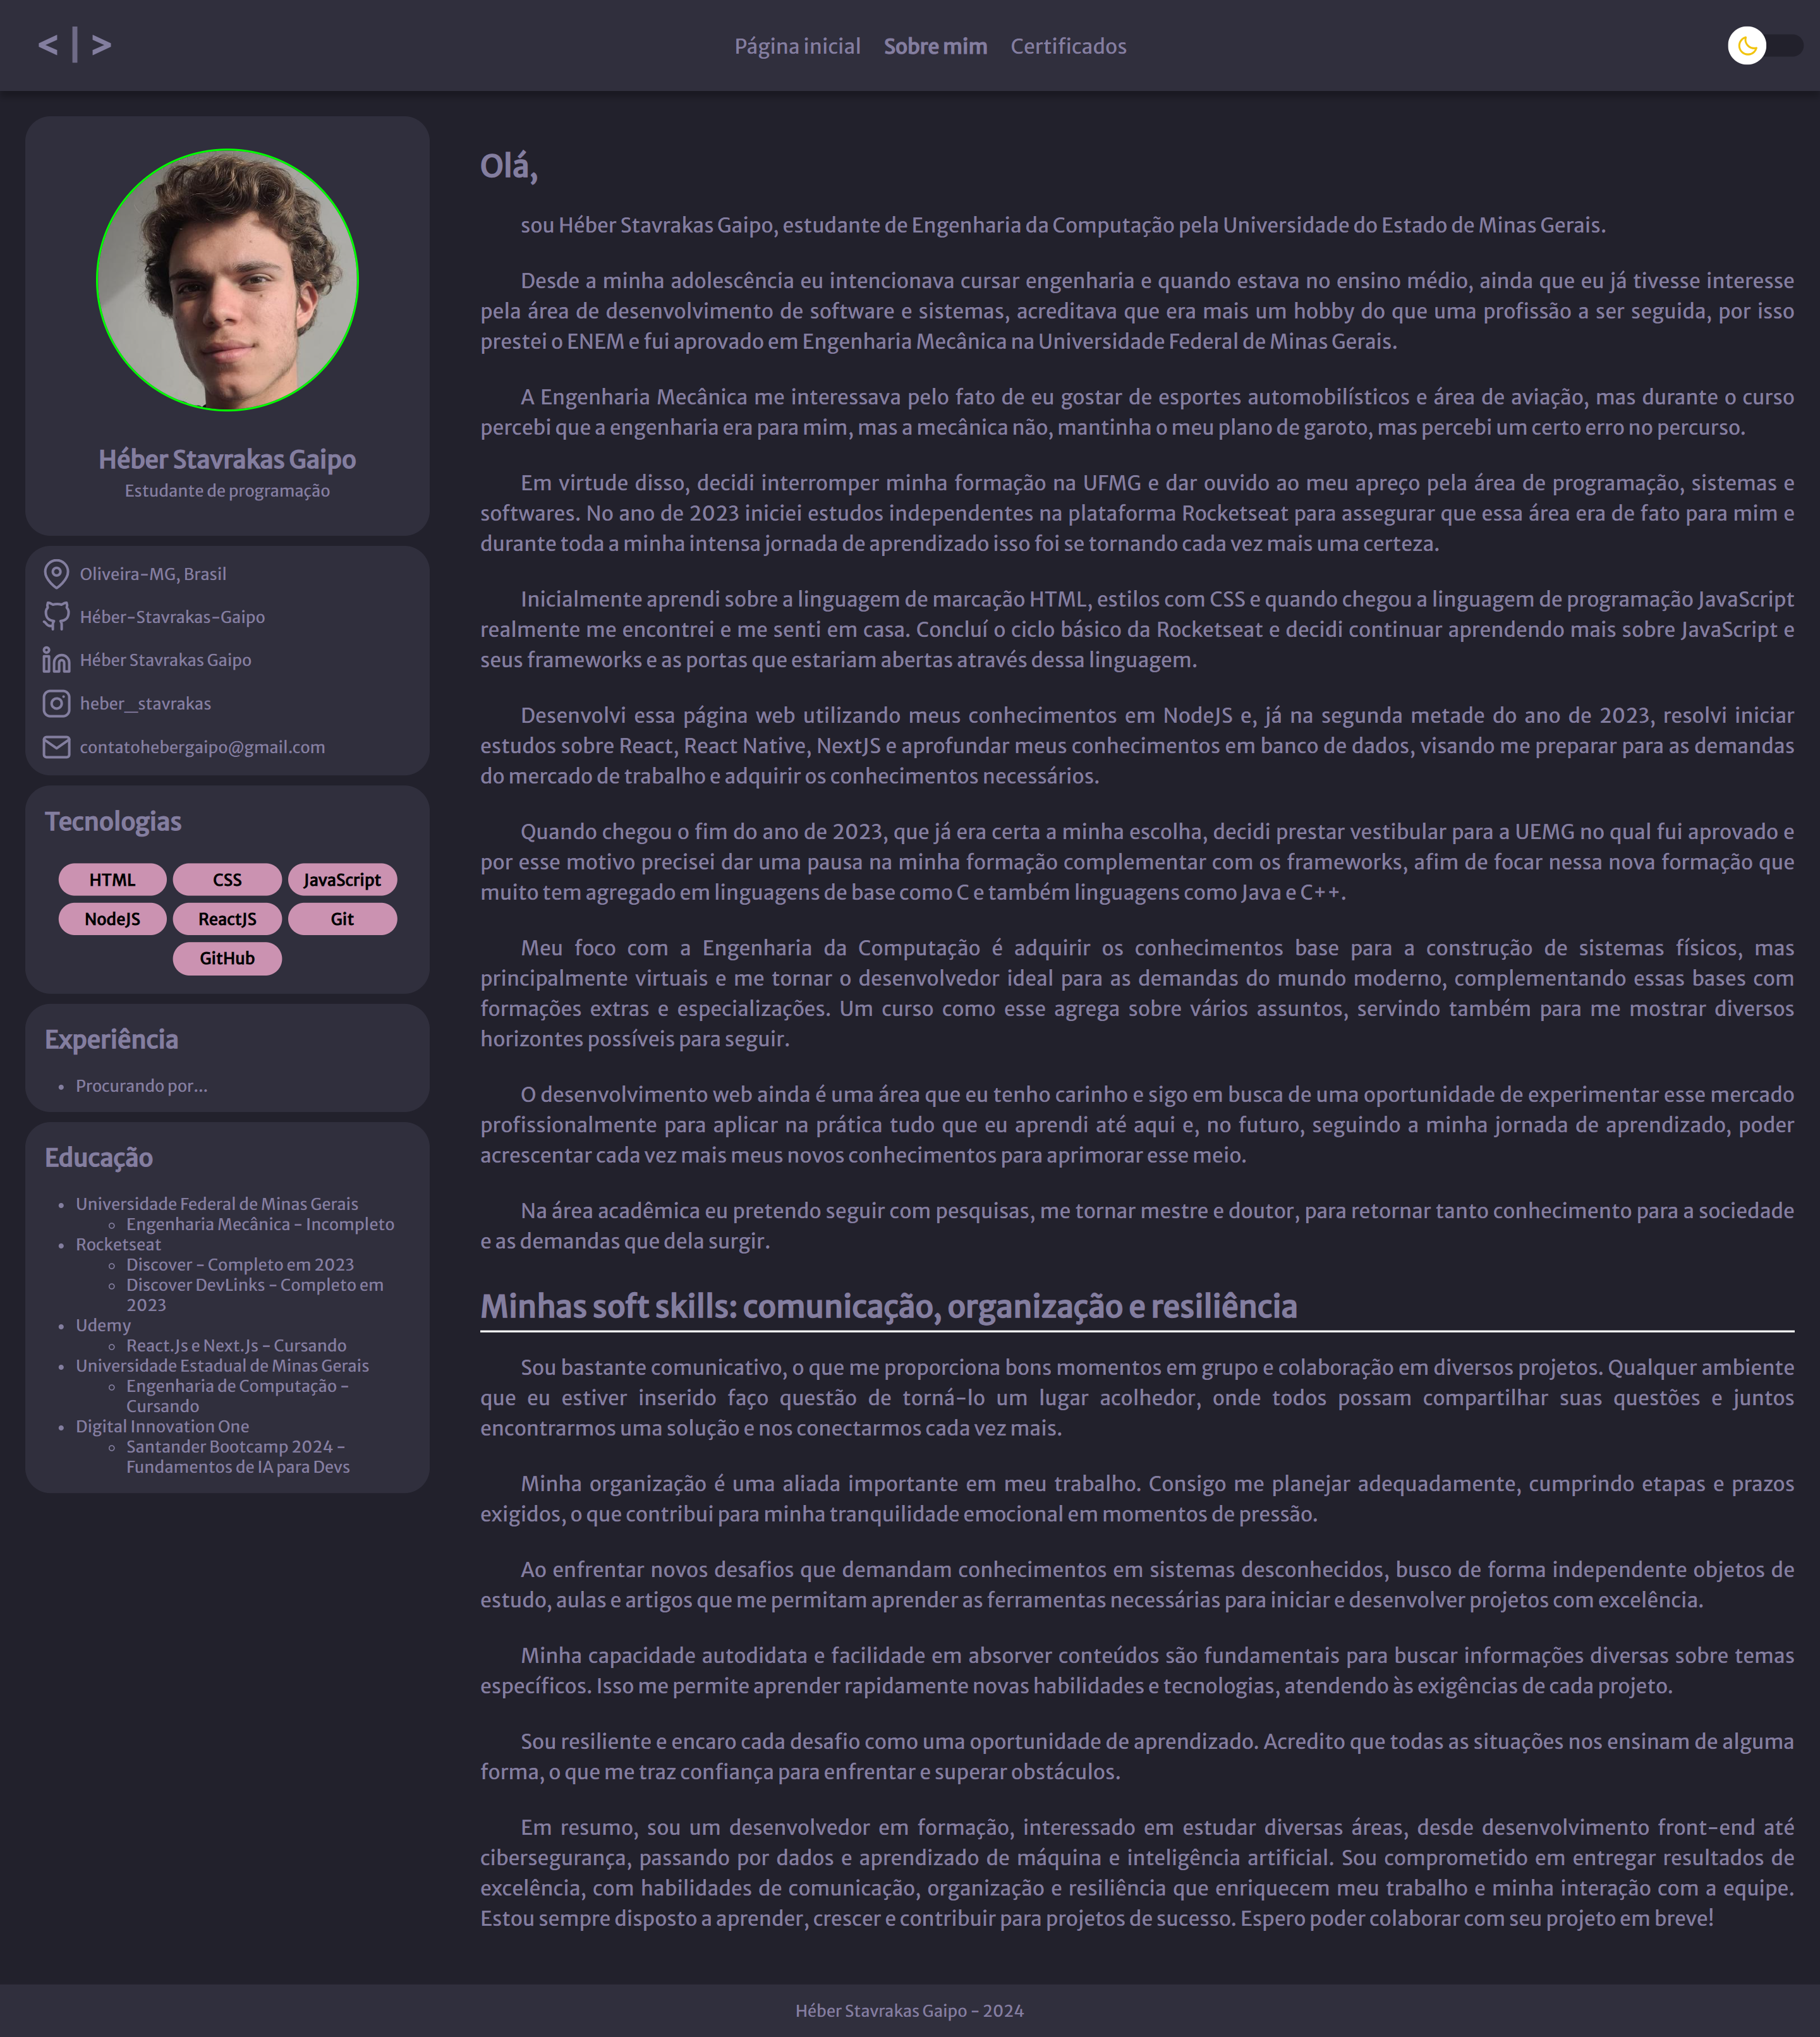 < | >
Página inicial
Sobre mim
Certificados
Héber Stavrakas Gaipo
Estudante de programação
Oliveira-MG, Brasil
Héber-Stavrakas-Gaipo
Héber Stavrakas Gaipo
heber_stavrakas
contatohebergaipo@gmail.com
Tecnologias
HTML
CSS
JavaScript
NodeJS
ReactJS
Git
GitHub
Experiência
Procurando por...
Educação
Universidade Federal de Minas Gerais
Engenharia Mecânica - Incompleto
Rocketseat
Discover - Completo em 2023
Discover DevLinks - Completo em
2023
Udemy
React.Js e Next.Js - Cursando
Universidade Estadual de Minas Gerais
Engenharia de Computação -
Cursando
Digital Innovation One
Santander Bootcamp 2024 -
Fundamentos de IA para Devs
Olá,
sou Héber Stavrakas Gaipo, estudante de Engenharia da Computação pela Universidade do Estado de Minas Gerais.
Desde a minha adolescência eu intencionava cursar engenharia e quando estava no ensino médio, ainda que eu já tivesse interesse
pela área de desenvolvimento de software e sistemas, acreditava que era mais um hobby do que uma profissão a ser seguida, por isso
prestei o ENEM e fui aprovado em Engenharia Mecânica na Universidade Federal de Minas Gerais.
A Engenharia Mecânica me interessava pelo fato de eu gostar de esportes automobilísticos e área de aviação, mas durante o curso
percebi que a engenharia era para mim, mas a mecânica não, mantinha o meu plano de garoto, mas percebi um certo erro no percurso.
Em virtude disso, decidi interromper minha formação na UFMG e dar ouvido ao meu apreço pela área de programação, sistemas e
softwares. No ano de 2023 iniciei estudos independentes na plataforma Rocketseat para assegurar que essa área era de fato para mim e
durante toda a minha intensa jornada de aprendizado isso foi se tornando cada vez mais uma certeza.
Inicialmente aprendi sobre a linguagem de marcação HTML, estilos com CSS e quando chegou a linguagem de programação JavaScript
realmente me encontrei e me senti em casa. Concluí o ciclo básico da Rocketseat e decidi continuar aprendendo mais sobre JavaScript e
seus frameworks e as portas que estariam abertas através dessa linguagem.
Desenvolvi essa página web utilizando meus conhecimentos em NodeJS e, já na segunda metade do ano de 2023, resolvi iniciar
estudos sobre React, React Native, NextJS e aprofundar meus conhecimentos em banco de dados, visando me preparar para as demandas
do mercado de trabalho e adquirir os conhecimentos necessários.
Quando chegou o fim do ano de 2023, que já era certa a minha escolha, decidi prestar vestibular para a UEMG no qual fui aprovado e
por esse motivo precisei dar uma pausa na minha formação complementar com os frameworks, afim de focar nessa nova formação que
muito tem agregado em linguagens de base como C e também linguagens como Java e C++.
Meu foco com a Engenharia da Computação é adquirir os conhecimentos base para a construção de sistemas físicos, mas
principalmente virtuais e me tornar o desenvolvedor ideal para as demandas do mundo moderno, complementando essas bases com
formações extras e especializações. Um curso como esse agrega sobre vários assuntos, servindo também para me mostrar diversos
horizontes possíveis para seguir.
O desenvolvimento web ainda é uma área que eu tenho carinho e sigo em busca de uma oportunidade de experimentar esse mercado
profissionalmente para aplicar na prática tudo que eu aprendi até aqui e, no futuro, seguindo a minha jornada de aprendizado, poder
acrescentar cada vez mais meus novos conhecimentos para aprimorar esse meio.
Na área acadêmica eu pretendo seguir com pesquisas, me tornar mestre e doutor, para retornar tanto conhecimento para a sociedade
e as demandas que dela surgir.
Minhas soft skills: comunicação, organização e resiliência
Sou bastante comunicativo, o que me proporciona bons momentos em grupo e colaboração em diversos projetos. Qualquer ambiente
que eu estiver inserido faço questão de torná-lo um lugar acolhedor, onde todos possam compartilhar suas questões e juntos
encontrarmos uma solução e nos conectarmos cada vez mais.
Minha organização é uma aliada importante em meu trabalho. Consigo me planejar adequadamente, cumprindo etapas e prazos
exigidos, o que contribui para minha tranquilidade emocional em momentos de pressão.
Ao enfrentar novos desafios que demandam conhecimentos em sistemas desconhecidos, busco de forma independente objetos de
estudo, aulas e artigos que me permitam aprender as ferramentas necessárias para iniciar e desenvolver projetos com excelência.
Minha capacidade autodidata e facilidade em absorver conteúdos são fundamentais para buscar informações diversas sobre temas
específicos. Isso me permite aprender rapidamente novas habilidades e tecnologias, atendendo às exigências de cada projeto.
Sou resiliente e encaro cada desafio como uma oportunidade de aprendizado. Acredito que todas as situações nos ensinam de alguma
forma, o que me traz confiança para enfrentar e superar obstáculos.
Em resumo, sou um desenvolvedor em formação, interessado em estudar diversas áreas, desde desenvolvimento front-end até
cibersegurança, passando por dados e aprendizado de máquina e inteligência artificial. Sou comprometido em entregar resultados de
excelência, com habilidades de comunicação, organização e resiliência que enriquecem meu trabalho e minha interação com a equipe.
Estou sempre disposto a aprender, crescer e contribuir para projetos de sucesso. Espero poder colaborar com seu projeto em breve!
Héber Stavrakas Gaipo - 2024